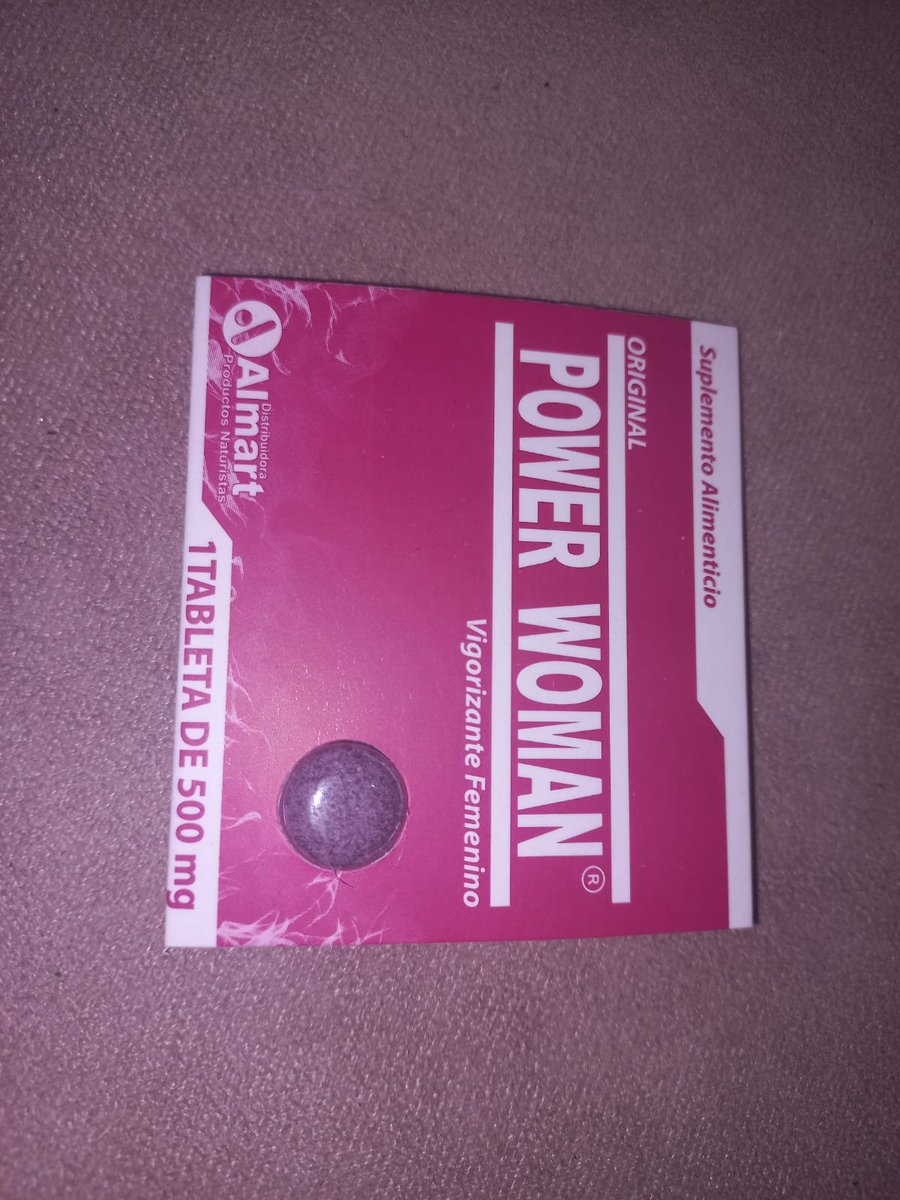 Suplemento Alimenticio
ORIGINAL
POWER WOMAN®
Vigorizante Femenino
Distribuidora
Almart
Productos Naturistas
1 TABLETA DE 500 mg